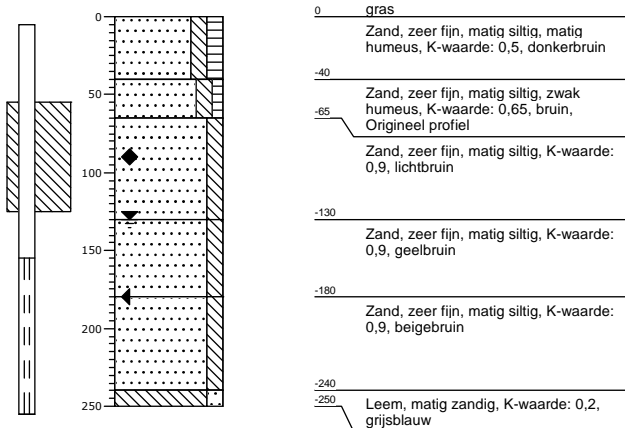 0
50
100
150
200
250
0
gras
Zand, zeer fijn, matig siltig, matig
humeus, K-waarde: 0,5, donkerbruin
-40
Zand, zeer fijn, matig siltig, zwak
humeus, K-waarde: 0,65, bruin,
Origineel profiel
-65
Zand, zeer fijn, matig siltig, K-waarde:
0,9, lichtbruin
-130
Zand, zeer fijn, matig siltig, K-waarde:
0,9, geelbruin
-180
Zand, zeer fijn, matig siltig, K-waarde:
0,9, beigebruin
-240
-250
Leem, matig zandig, K-waarde: 0,2,
grijsblauw